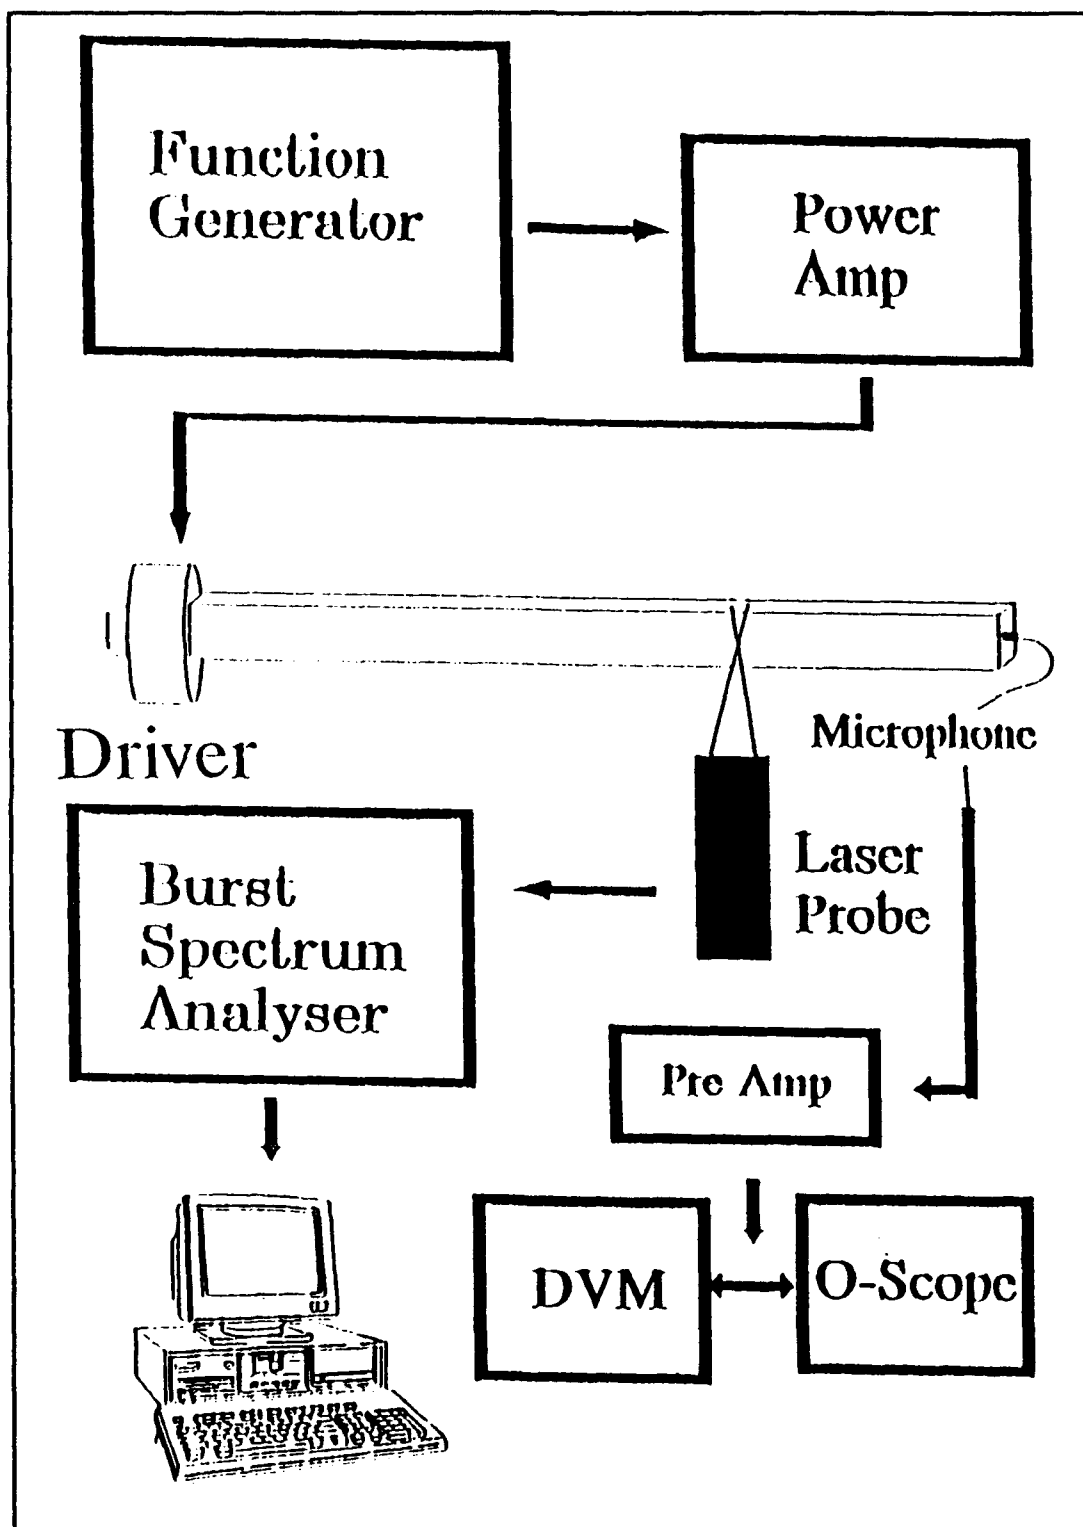 Function
Generator
Power
Amp
Driver
Microphone
Laser
Probe
Burst
Spectrum
Analyser
Pre Amp
DVM
O-Scope